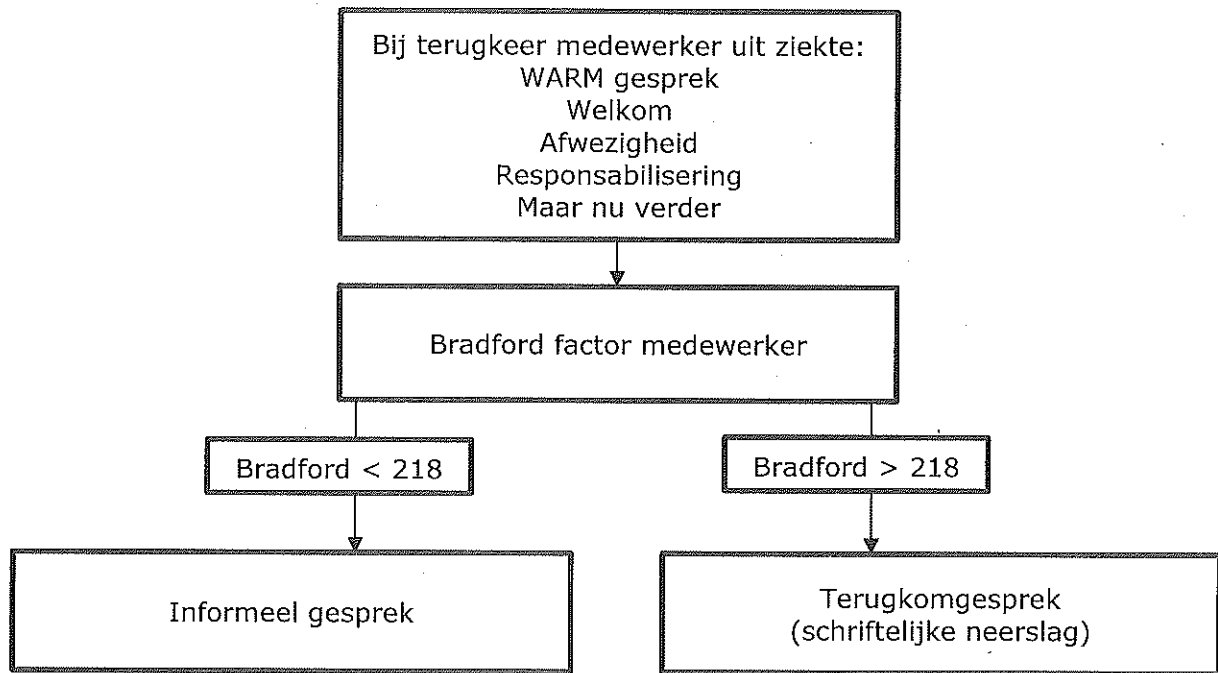 Bij terugkeer medewerker uit ziekte:
WARM gesprek
Welkom
Afwezigheid
Responsabilisering
Maar nu verder
Bradford factor medewerker
Bradford < 218
Bradford > 218
Informeel gesprek
Terugkomgesprek
(schriftelijke neerslag)